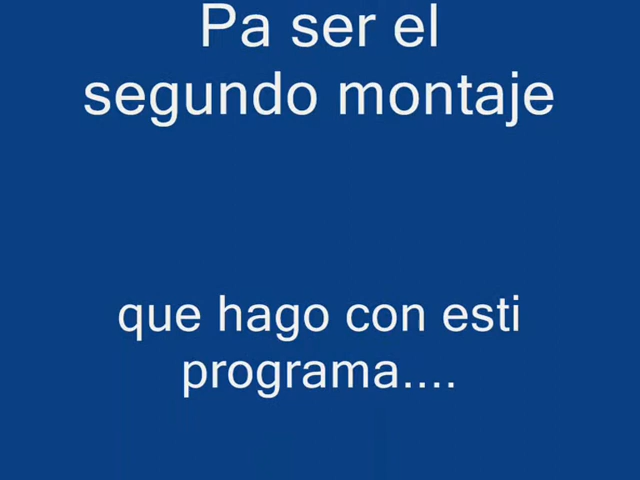 Pa ser el
segundo montaje
que hago con esti
programa....